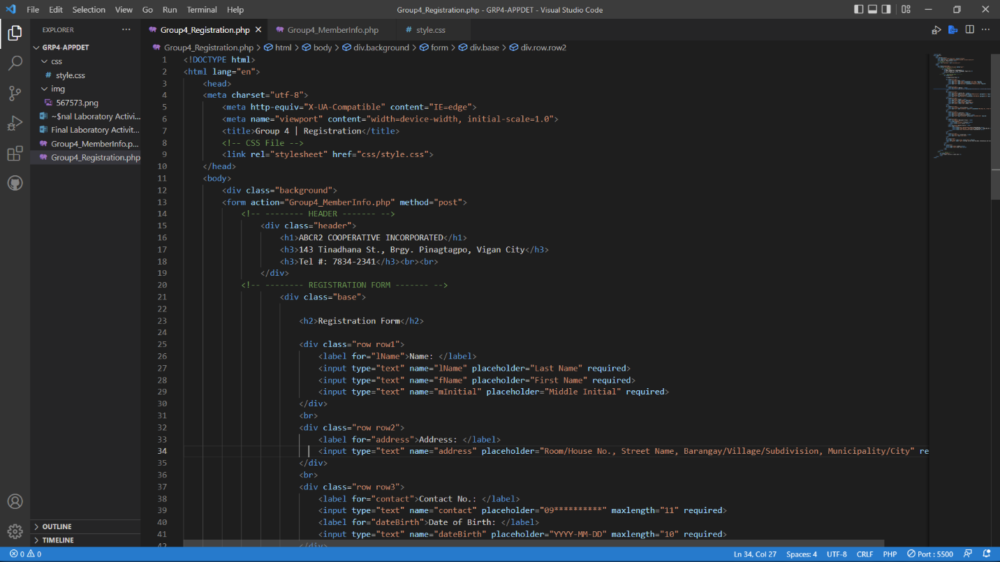 File Edit Selection View Go Run Terminal Help
Group4_Registration.php - GRP4-APPDET - Visual Studio Code
EXPLORER
GRP4-APPDET
css
# style.css
img
567573.png
~$nal Laboratory Activi...
Final Laboratory Activit...
Group4_MemberInfo.p...
Group4_Registration.php
OUTLINE
TIMELINE
Group4_Registration.php Group4_MemberInfo.php # style.css
Group4_Registration.php > html > body > div.background > form > div.base > div.row.row2
1 <!DOCTYPE html>
2 <html lang="en">
3 <head>
4 <meta charset="utf-8">
5 <meta http-equiv="X-UA-Compatible" content="IE=edge">
6 <meta name="viewport" content="width=device-width, initial-scale=1.0">
7 <title>Group 4 | Registration</title>
8 <!-- CSS File -->
9 <link rel="stylesheet" href="css/style.css">
10 </head>
11 <body>
12 <div class="background">
13 <form action="Group4_MemberInfo.php" method="post">
14 <!-- -------- HEADER ------- -->
15 <div class="header">
16 <h1>ABCR2 COOPERATIVE INCORPORATED</h1>
17 <h3>143 Tinadhana St., Brgy. Pinagtagpo, Vigan City</h3>
18 <h3>Tel #: 7834-2341</h3><br><br>
19 </div>
20 <!-- -------- REGISTRATION FORM ------- -->
21 <div class="base">
22
23 <h2>Registration Form</h2>
24
25 <div class="row row1">
26 <label for="lName">Name: </label>
27 <input type="text" name="lName" placeholder="Last Name" required>
28 <input type="text" name="fName" placeholder="First Name" required>
29 <input type="text" name="mInitial" placeholder="Middle Initial" required>
30 </div>
31 <br>
32 <div class="row row2">
33 <label for="address">Address: </label>
34 <input type="text" name="address" placeholder="Room/House No., Street Name, Barangay/Village/Subdivision, Municipality/City" re
35 </div>
36 <br>
37 <div class="row row3">
38 <label for="contact">Contact No.: </label>
39 <input type="text" name="contact" placeholder="09**********" maxlength="11" required>
40 <label for="dateBirth">Date of Birth: </label>
41 <input type="text" name="dateBirth" placeholder="YYYY-MM-DD" maxlength="10" required>
42 </div>
0 0 Ln 34, Col 27 Spaces: 4 UTF-8 CRLF PHP Port : 5500